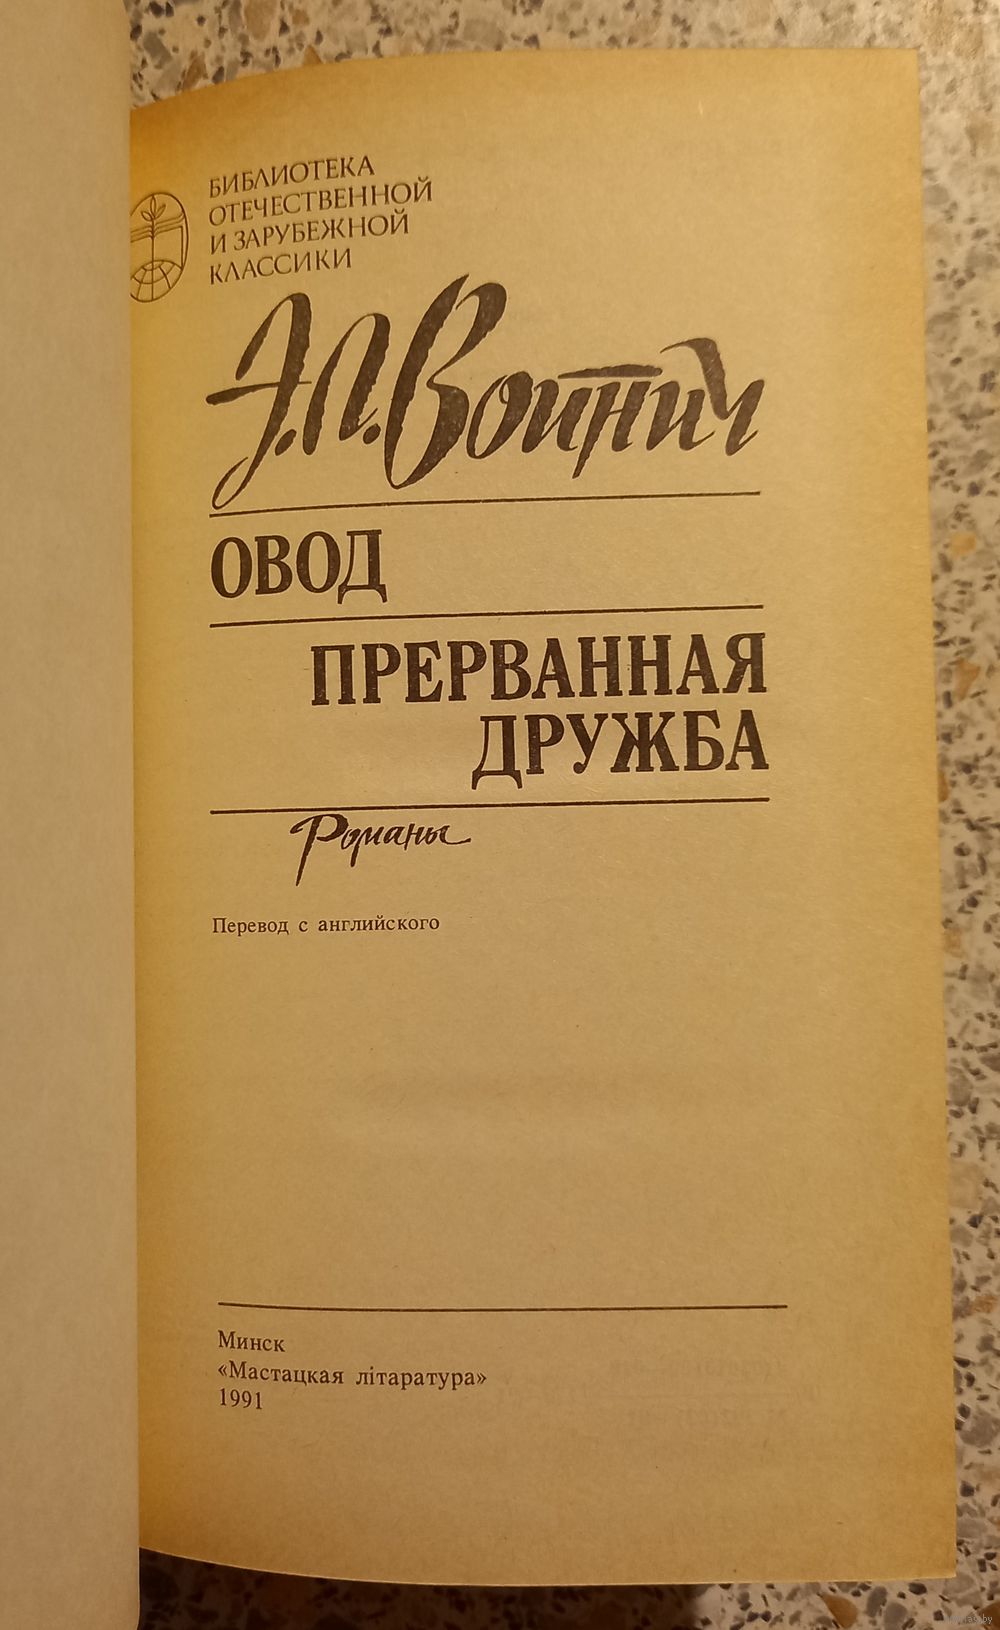 БИБЛИОТЕКА
ОТЕЧЕСТВЕННОЙ
И ЗАРУБЕЖНОЙ
КЛАССИКИ
Э.Л. Войнич
ОВОД
ПРЕРВАННАЯ
ДРУЖБА
Романы
Перевод с английского
Минск
«Мастацкая літаратура»
1991